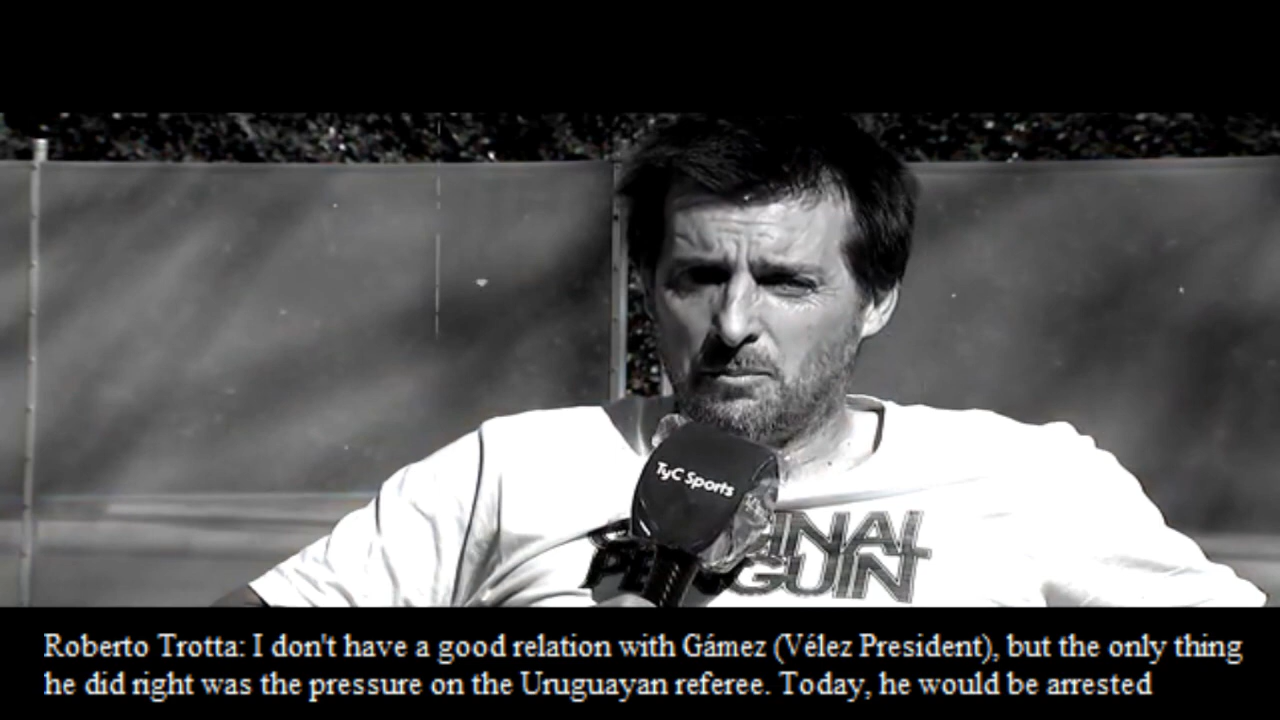 TyC Sports
INAL
PE GUIN
Roberto Trotta: I don't have a good relation with Gámez (Vélez President), but the only thing
he did right was the pressure on the Uruguayan referee. Today, he would be arrested